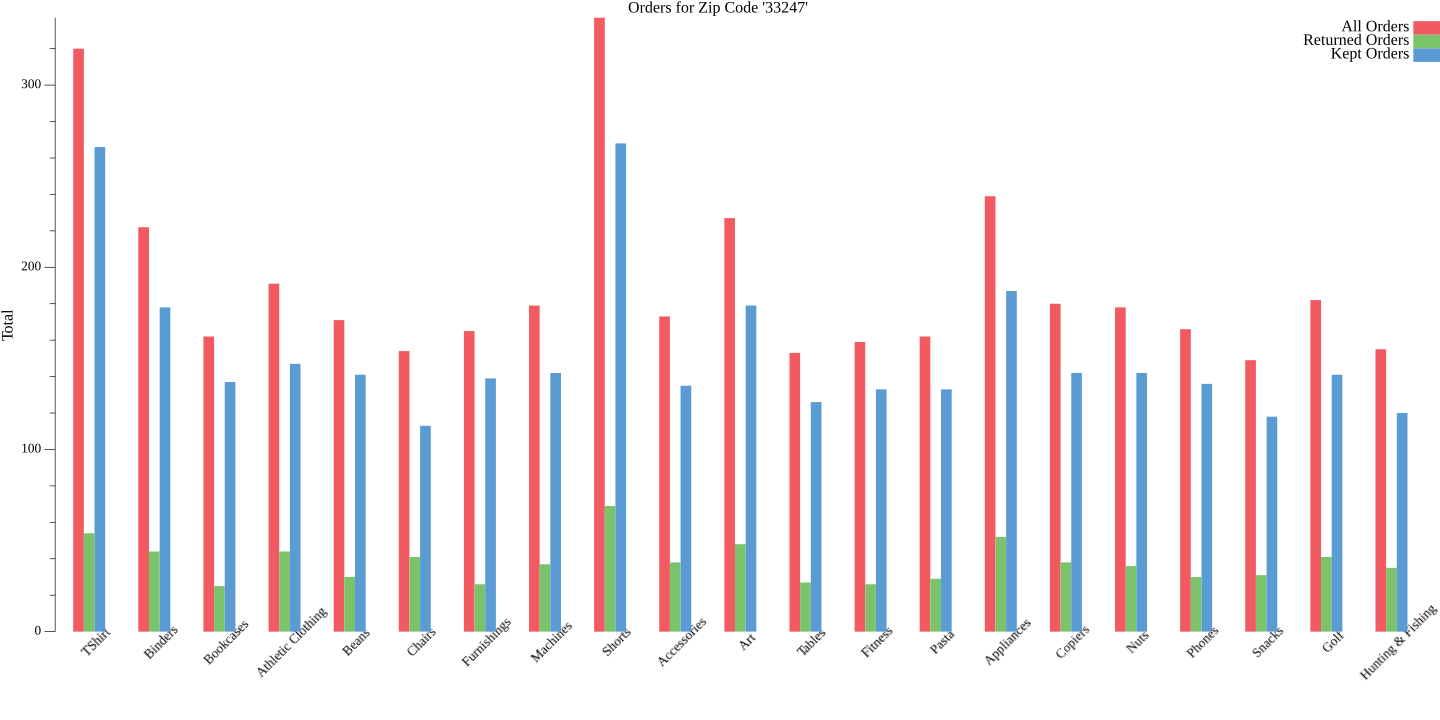 Orders for Zip Code '33247'
All Orders
Returned Orders
Kept Orders
Total
300
200
100
0
TShirt
Binders
Bookcases
Athletic Clothing
Beans
Chairs
Furnishings
Machines
Shorts
Accessories
Art
Tables
Fitness
Pasta
Appliances
Copiers
Nuts
Phones
Snacks
Golf
Hunting & Fishing